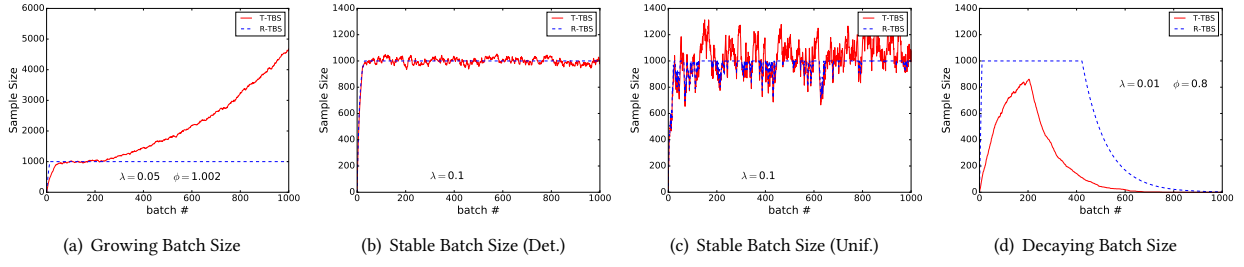 6000
5000
4000
3000
2000
1000
0
Sample Size
T-TBS
R-TBS
λ = 0.05 ϕ = 1.002
0 200 400 600 800 1000
batch #
(a) Growing Batch Size
1400
1200
1000
800
600
400
200
0
Sample Size
T-TBS
R-TBS
λ = 0.1
0 200 400 600 800 1000
batch #
(b) Stable Batch Size (Det.)
1400
1200
1000
800
600
400
200
0
Sample Size
T-TBS
R-TBS
λ = 0.1
0 200 400 600 800 1000
batch #
(c) Stable Batch Size (Unif.)
1400
1200
1000
800
600
400
200
0
Sample Size
T-TBS
R-TBS
λ = 0.01 ϕ = 0.8
0 200 400 600 800 1000
batch #
(d) Decaying Batch Size